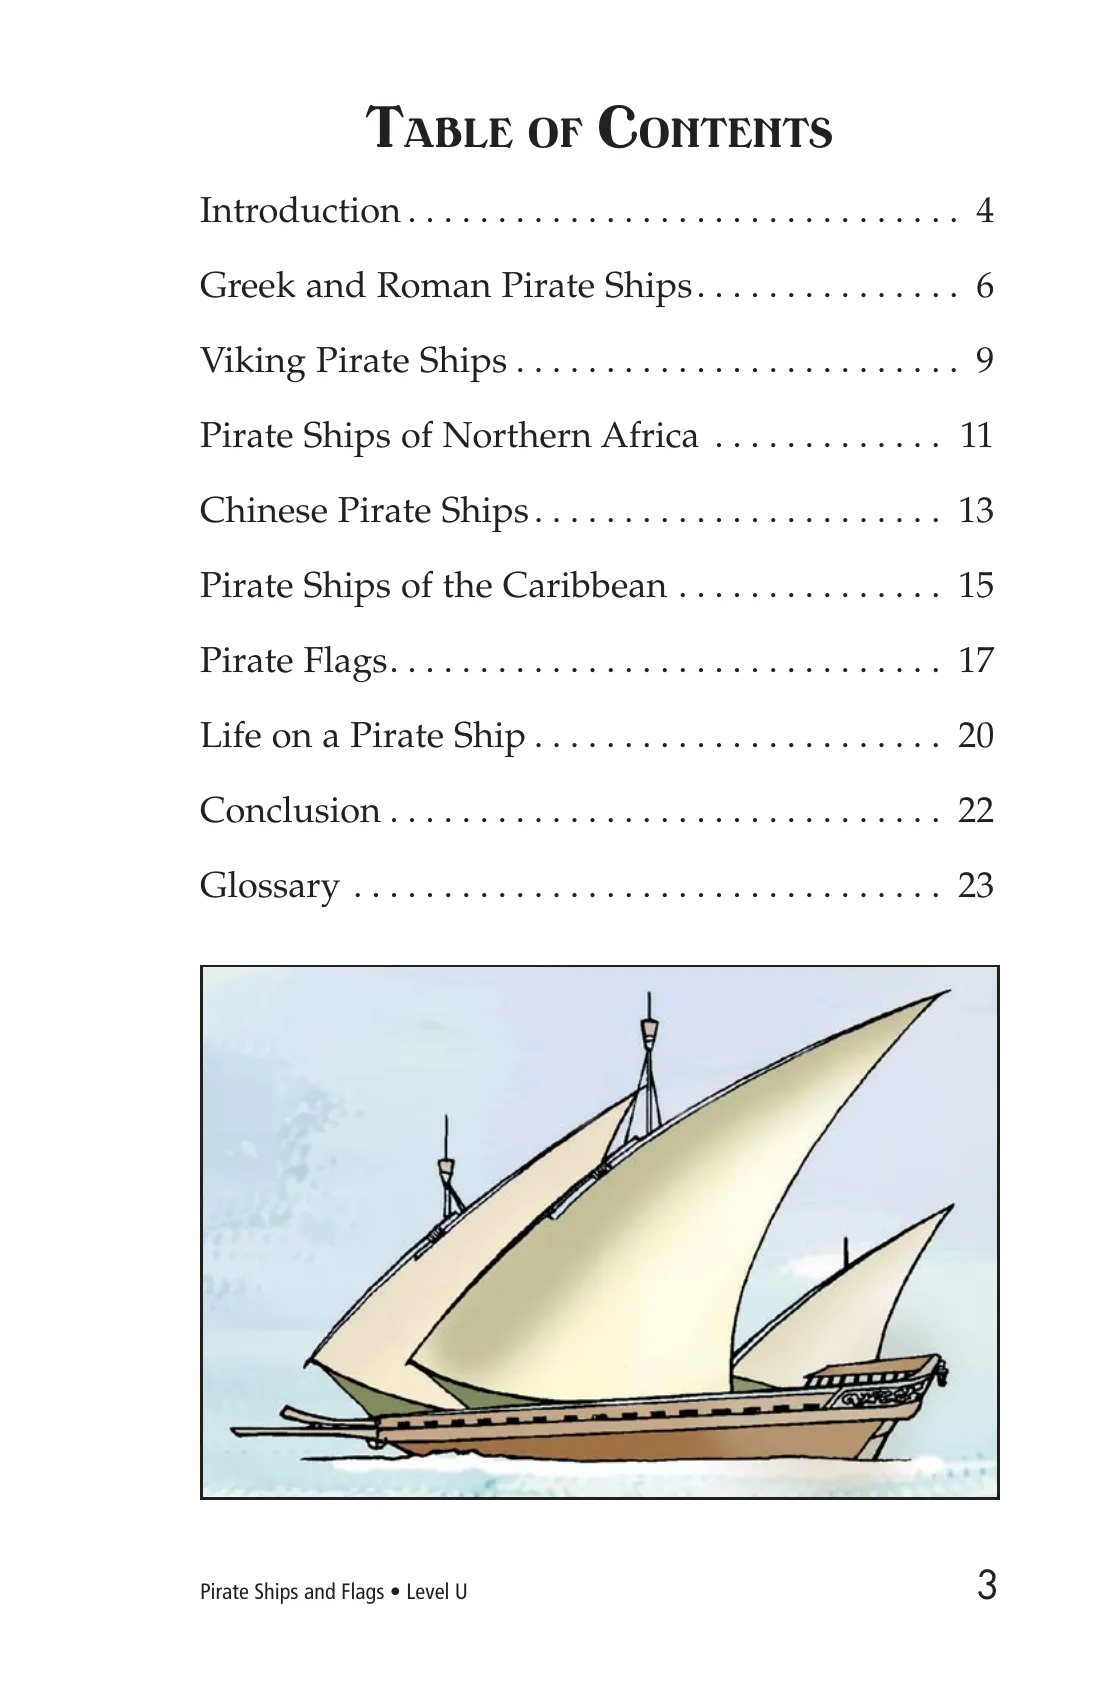 Table of Contents
Introduction . . . . . . . . . . . . . . . . . . . . . . . . . . . . . . . 4
Greek and Roman Pirate Ships . . . . . . . . . . . . . . . 6
Viking Pirate Ships . . . . . . . . . . . . . . . . . . . . . . . . . 9
Pirate Ships of Northern Africa . . . . . . . . . . . . . 11
Chinese Pirate Ships . . . . . . . . . . . . . . . . . . . . . . . 13
Pirate Ships of the Caribbean . . . . . . . . . . . . . . . 15
Pirate Flags . . . . . . . . . . . . . . . . . . . . . . . . . . . . . . . 17
Life on a Pirate Ship . . . . . . . . . . . . . . . . . . . . . . . 20
Conclusion . . . . . . . . . . . . . . . . . . . . . . . . . . . . . . . 22
Glossary . . . . . . . . . . . . . . . . . . . . . . . . . . . . . . . . . 23
Pirate Ships and Flags • Level U 3